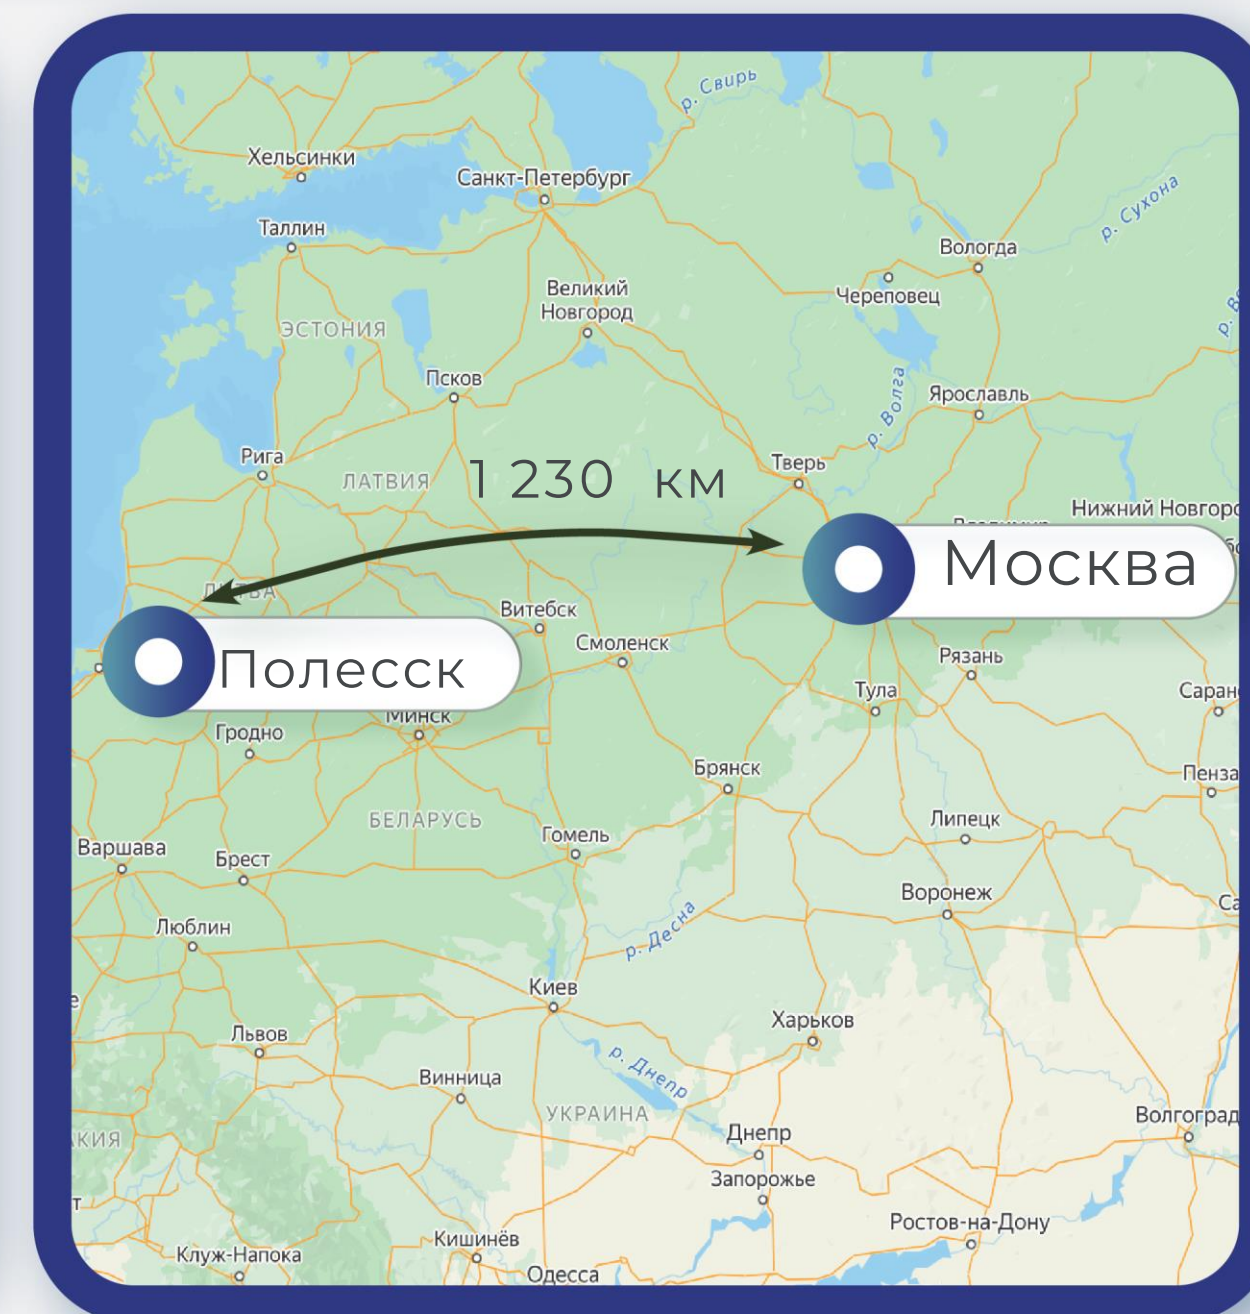 р. Свирь
Хельсинки
Санкт-Петербург
р. Сухона
Таллин
Вологда
Великий
Новгород
Череповец
ЭСТОНИЯ
Псков
р. Волга
Ярославль
Рига
ЛАТВИЯ
1 230 км
Тверь
Нижний Новгоро
Москва
Витебск
Смоленск
Полесск
Рязань
Тула
Саран
Минск
Гродно
Брянск
Пенза
БЕЛАРУСЬ
Гомель
Липецк
Варшава
Брест
Воронеж
Люблин
р. Десна
Киев
Львов
Харьков
Винница
р. Днепр
УКРАИНА
Волгоград
КИЯ
Днепр
Запорожье
Ростов-на-Дону
Кишинёв
Клуж-Напока
Одесса